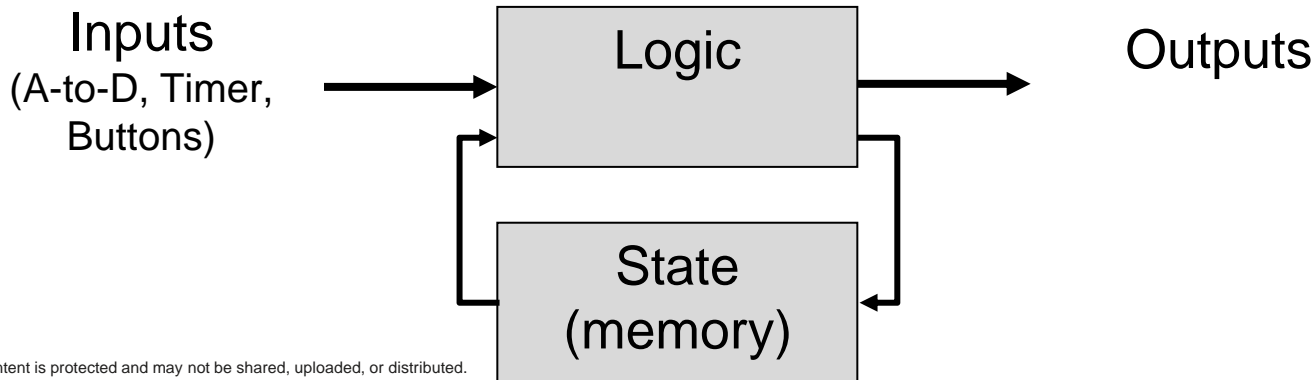 Inputs
(A-to-D, Timer,
Buttons)
Logic
Outputs
State
(memory)
ntent is protected and may not be shared, uploaded, or distributed.